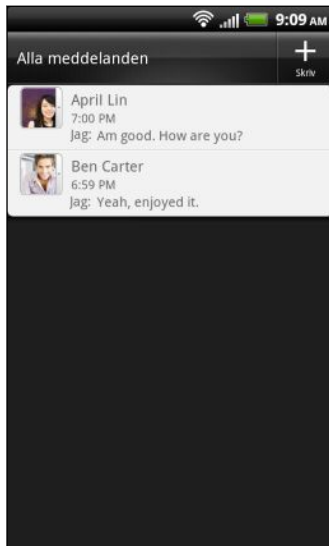 9:09 AM
Alla meddelanden
Skriv
April Lin
7:00 PM
Jag: Am good. How are you?
Ben Carter
6:59 PM
Jag: Yeah, enjoyed it.